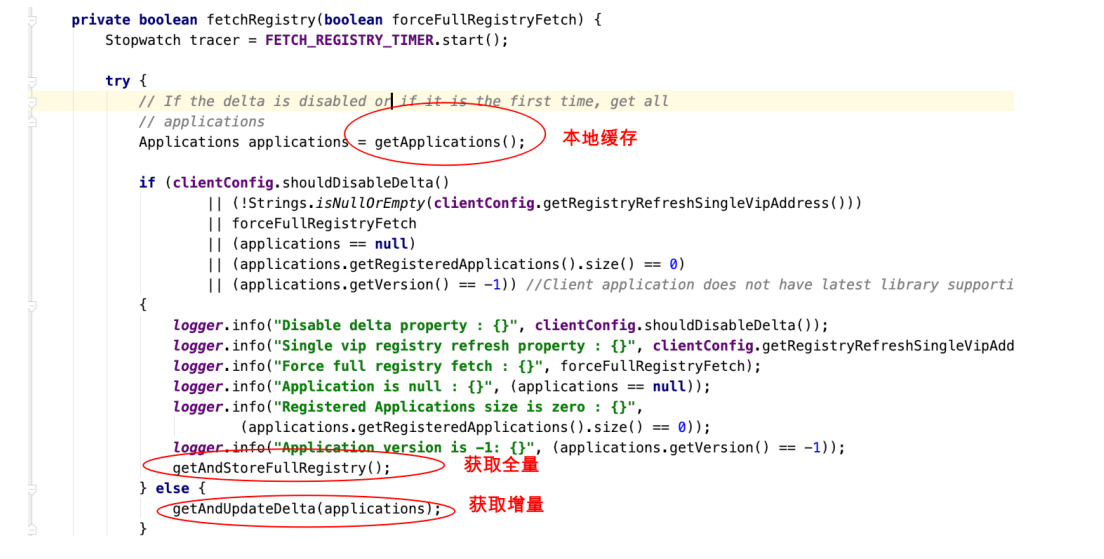 private boolean fetchRegistry(boolean forceFullRegistryFetch) {
Stopwatch tracer = FETCH_REGISTRY_TIMER.start();
try {
// If the delta is disabled or if it is the first time, get all
// applications
Applications applications = getApplications(); 本地缓存
if (clientConfig.shouldDisableDelta()
|| (!Strings.isNullOrEmpty(clientConfig.getRegistryRefreshSingleVipAddress()))
|| forceFullRegistryFetch
|| (applications == null)
|| (applications.getRegisteredApplications().size() == 0)
|| (applications.getVersion() == -1)) //Client application does not have latest library supporti
{
logger.info("Disable delta property : {}", clientConfig.shouldDisableDelta());
logger.info("Single vip registry refresh property : {}", clientConfig.getRegistryRefreshSingleVipAdd
logger.info("Force full registry fetch : {}", forceFullRegistryFetch);
logger.info("Application is null : {}", (applications == null));
logger.info("Registered Applications size is zero : {}",
(applications.getRegisteredApplications().size() == 0));
logger.info("Application version is -1: {}", (applications.getVersion() == -1));
getAndStoreFullRegistry(); 获取全量
} else {
getAndUpdateDelta(applications); 获取增量
}